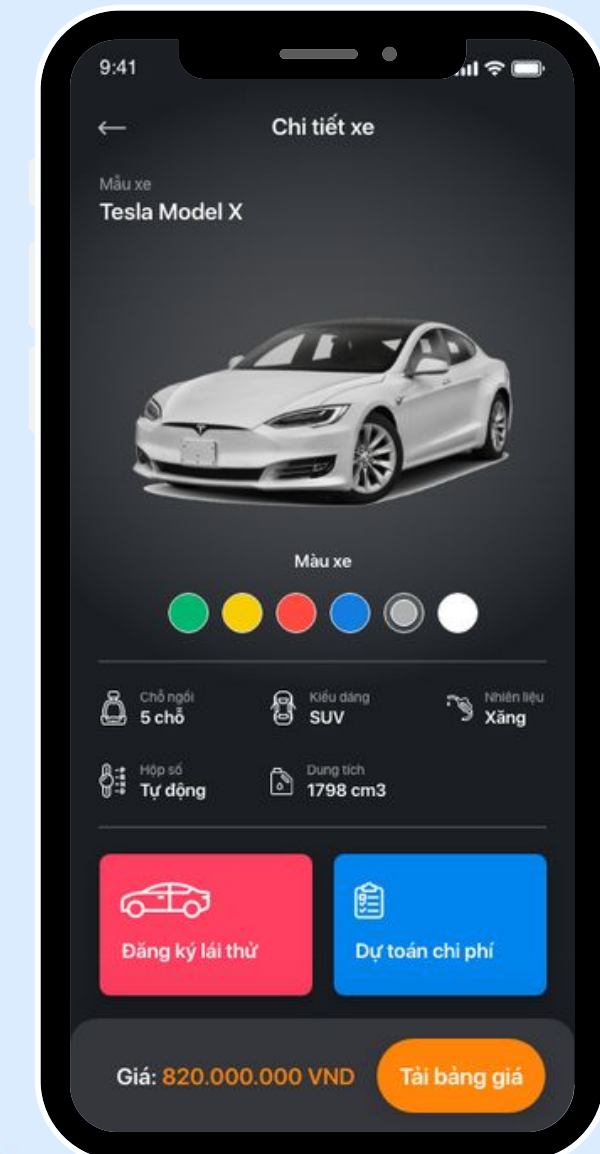 9:41
Chi tiết xe
Mẫu xe
Tesla Model X
Màu xe
Chỗ ngồi
5 chỗ
Kiểu dáng
SUV
Nhiên liệu
Xăng
Hộp số
Tự động
Dung tích
1798 cm3
Đăng ký lái thử
Dự toán chi phí
Giá: 820.000.000 VND
Tải bảng giá